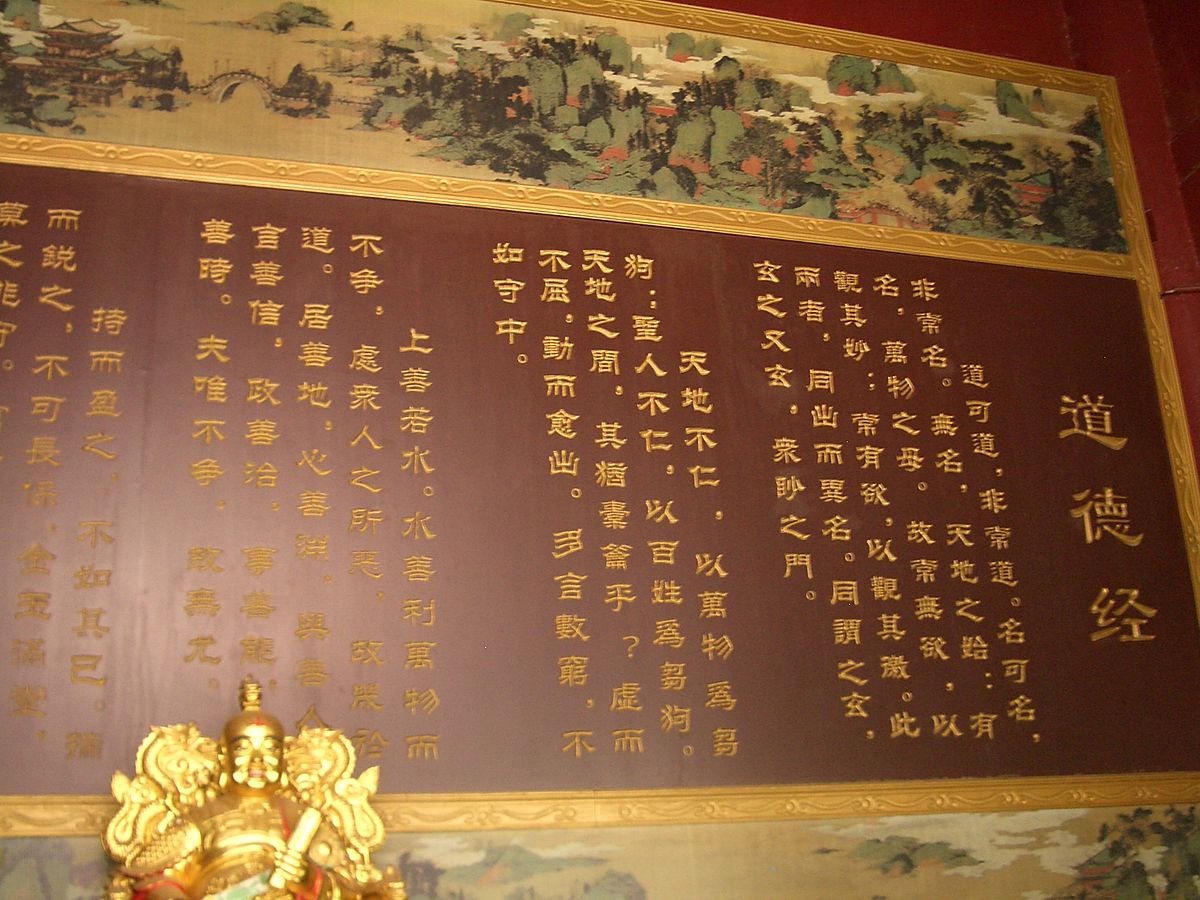 道德经
道可道，非常道。名可名，
非常名。無名，天地之始：有
名，萬物之母。故常無欲，以
觀其妙：常有欲，以觀其徼。此
兩者，同出而異名。同謂之玄，
玄之又玄，衆眇之門。
天地不仁，以萬物爲芻
狗：聖人不仁，以百姓爲芻狗。
天地之間，其猶橐籥乎？虛而
不屈，動而愈出。多言數窮，不
如守中。
上善若水。水善利萬物而
不争，處衆人之所惡，故幾於
道。居善地，心善淵，與善人
言善信，政善治，事善能，
善時。夫唯不争，故無尤。
持而盈之，不如其已。揣
而鋭之，不可長保，金玉滿堂，
莫之能守。